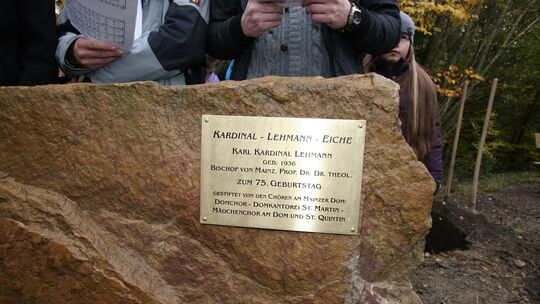 KARDINAL - LEHMANN - EICHE
KARL KARDINAL LEHMANN
GEB: 1936
BISCHOF VON MAINZ, PROF. DR. DR. THEOL.
ZUM 75. GEBURTSTAG
GESTIFTET VON DEN CHÖREN AM MAINZER DOM:
DOMCHOR - DOMKANTOREI ST. MARTIN -
MÄDCHENCHOR AM DOM UND ST. QUINTIN